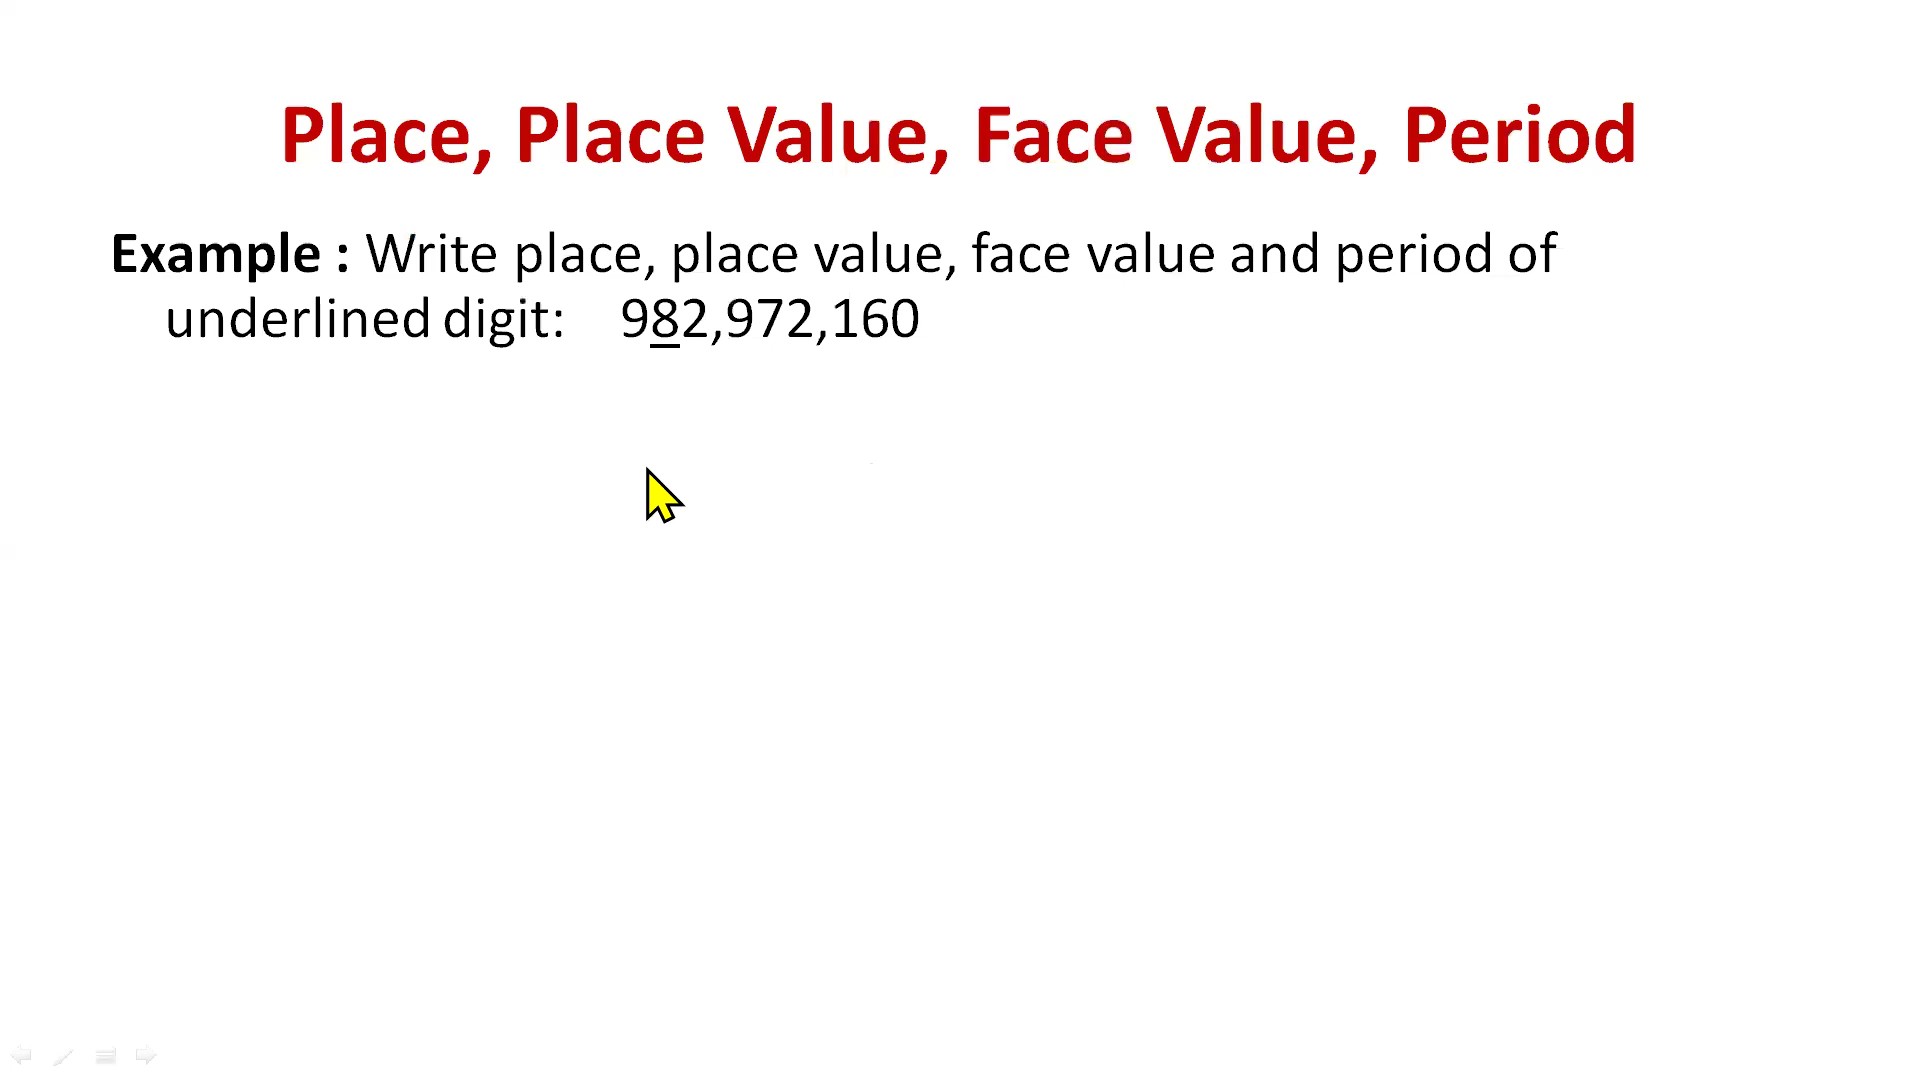 Place, Place Value, Face Value, Period
Example : Write place, place value, face value and period of
underlined digit: 982,972,160